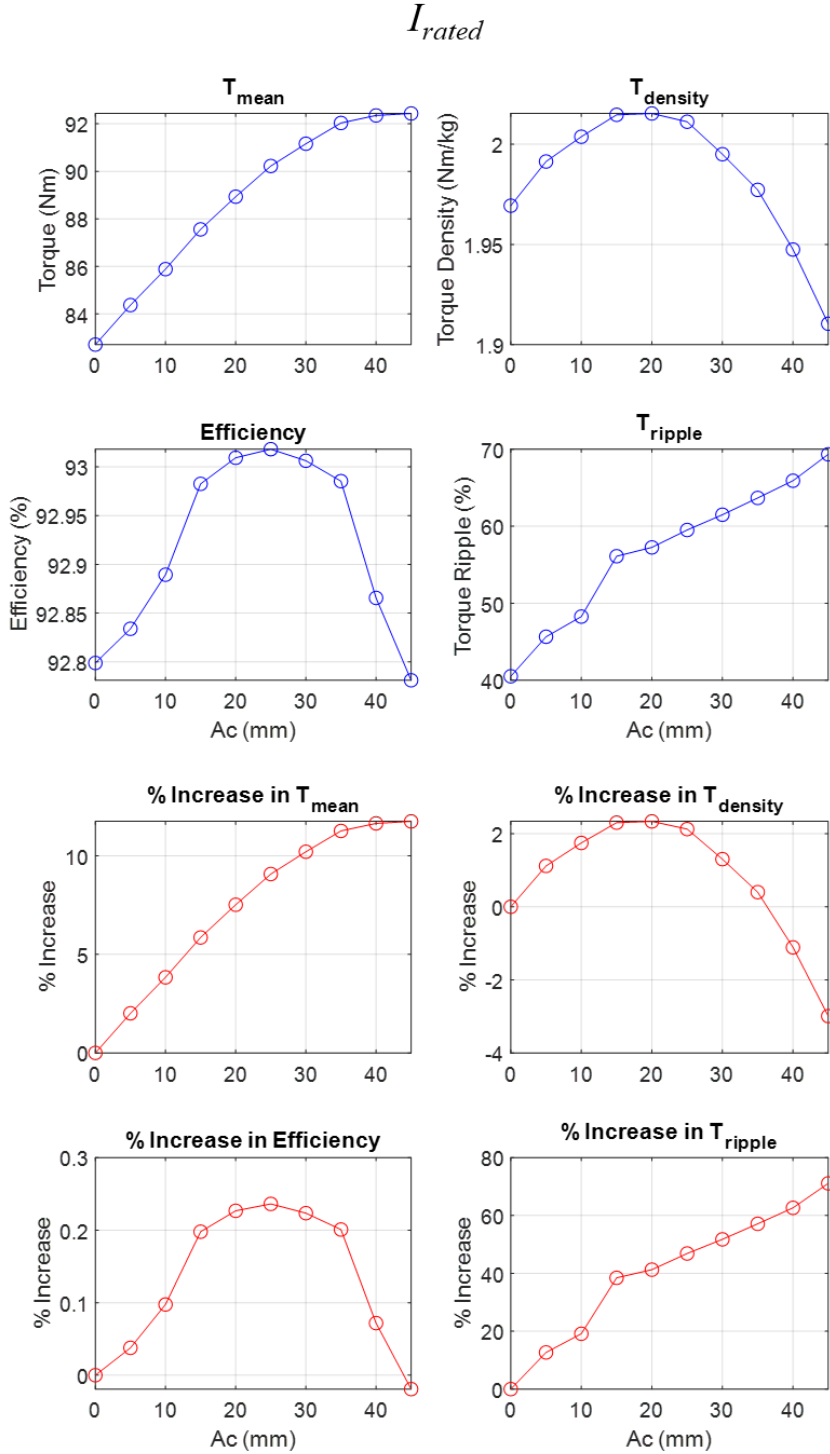 I_rated
T_mean
Torque (Nm)
92
90
88
86
84
0 10 20 30 40
T_density
Torque Density (Nm/kg)
2
1.95
1.9
0 10 20 30 40
Efficiency
Efficiency (%)
93
92.95
92.9
92.85
92.8
0 10 20 30 40
Ac (mm)
T_ripple
Torque Ripple (%)
70
60
50
40
0 10 20 30 40
Ac (mm)
% Increase in T_mean
% Increase
10
5
0
0 10 20 30 40
% Increase in T_density
% Increase
2
0
-2
-4
0 10 20 30 40
% Increase in Efficiency
% Increase
0.3
0.2
0.1
0
0 10 20 30 40
Ac (mm)
% Increase in T_ripple
% Increase
80
60
40
20
0
0 10 20 30 40
Ac (mm)